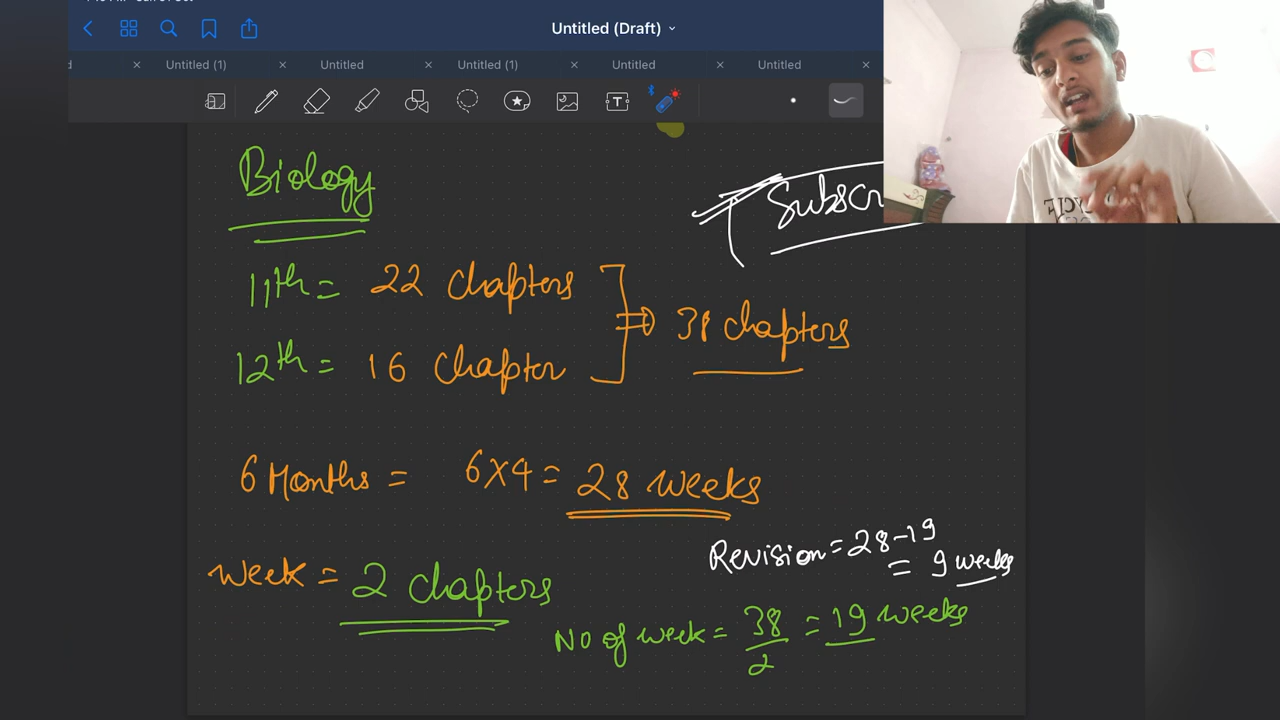 Untitled (Draft)
Untitled (1) Untitled Untitled (1) Untitled Untitled
Biology
Subscr
11th = 22 Chapters
38 chapters
12th = 16 Chapter
6 Months = 6×4 = 28 weeks
Revision = 28-19
= 9 weeks
week = 2 chapters
No of week = 38/2 = 19 weeks